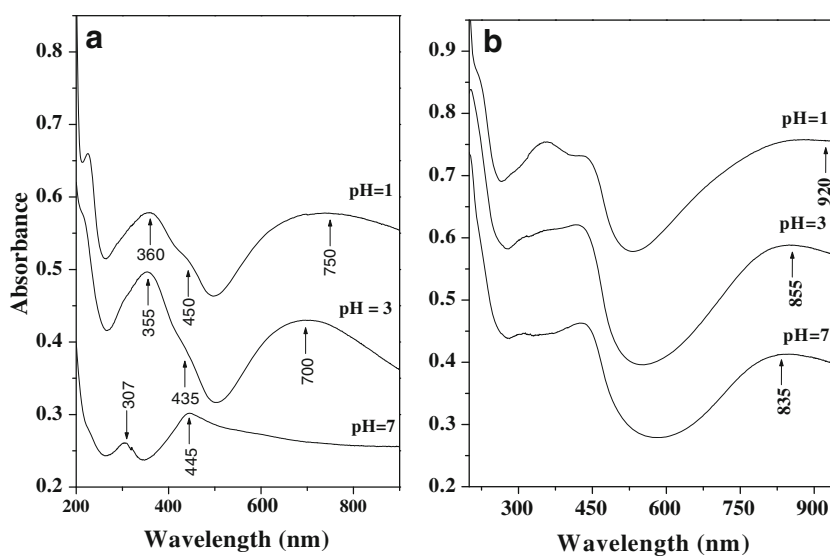 a
Absorbance
0.8
0.7
0.6
0.5
0.4
0.3
0.2
pH=1
360
450
750
pH = 3
355
435
700
307
pH=7
445
200 400 600 800
Wavelength (nm)
b
0.9
0.8
0.7
0.6
0.5
0.4
0.3
0.2
pH=1
920
pH=3
855
pH=7
835
300 450 600 750 900
Wavelength (nm)